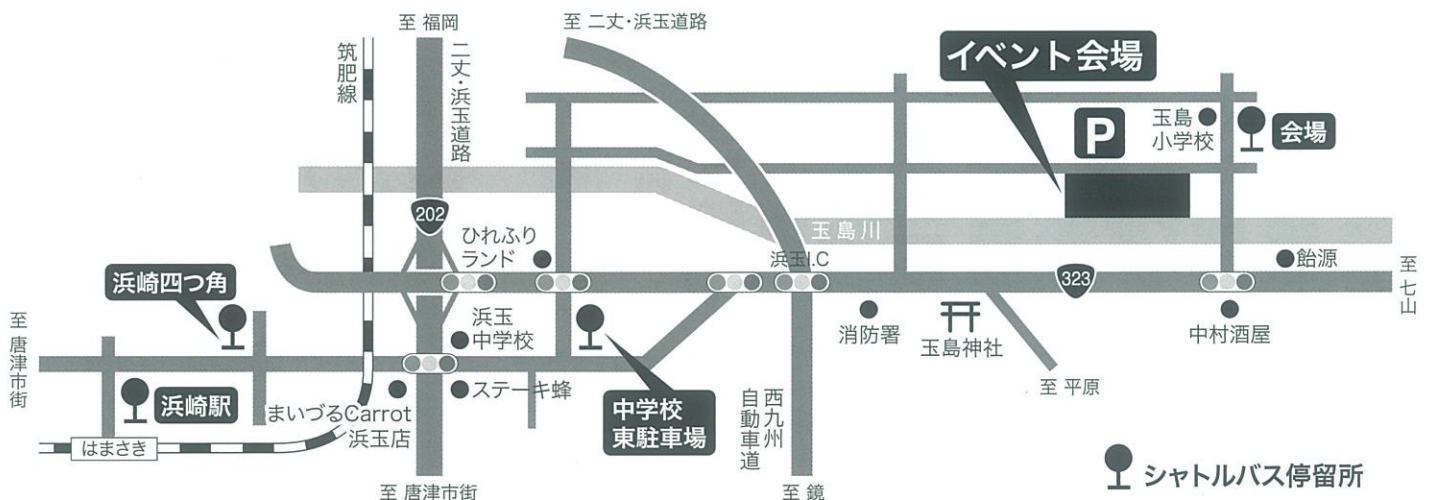 至 福岡
至 二丈・浜玉道路
筑肥線
二丈・浜玉道路
イベント会場
P
玉島
小学校
会場
202
ひれふり
ランド
玉島川
浜玉I.C
323
飴源
至 七山
浜崎四つ角
至 唐津市街
浜玉
中学校
消防署
玉島神社
中村酒屋
至 平原
浜崎駅
はまさき
まいづるCarrot
浜玉店
ステーキ蜂
中学校
東駐車場
西九州
自動車道
至 唐津市街
至 鏡
シャトルバス停留所